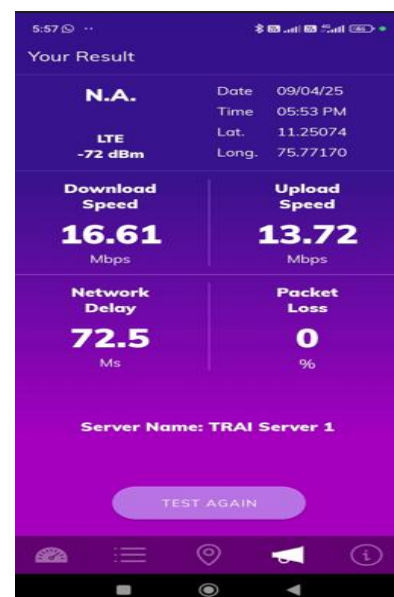 5:57
Your Result
N.A.
LTE
-72 dBm
Date 09/04/25
Time 05:53 PM
Lat. 11.25074
Long. 75.77170
Download Speed
16.61
Mbps
Upload Speed
13.72
Mbps
Network Delay
72.5
Ms
Packet Loss
0
%
Server Name: TRAI Server 1
TEST AGAIN